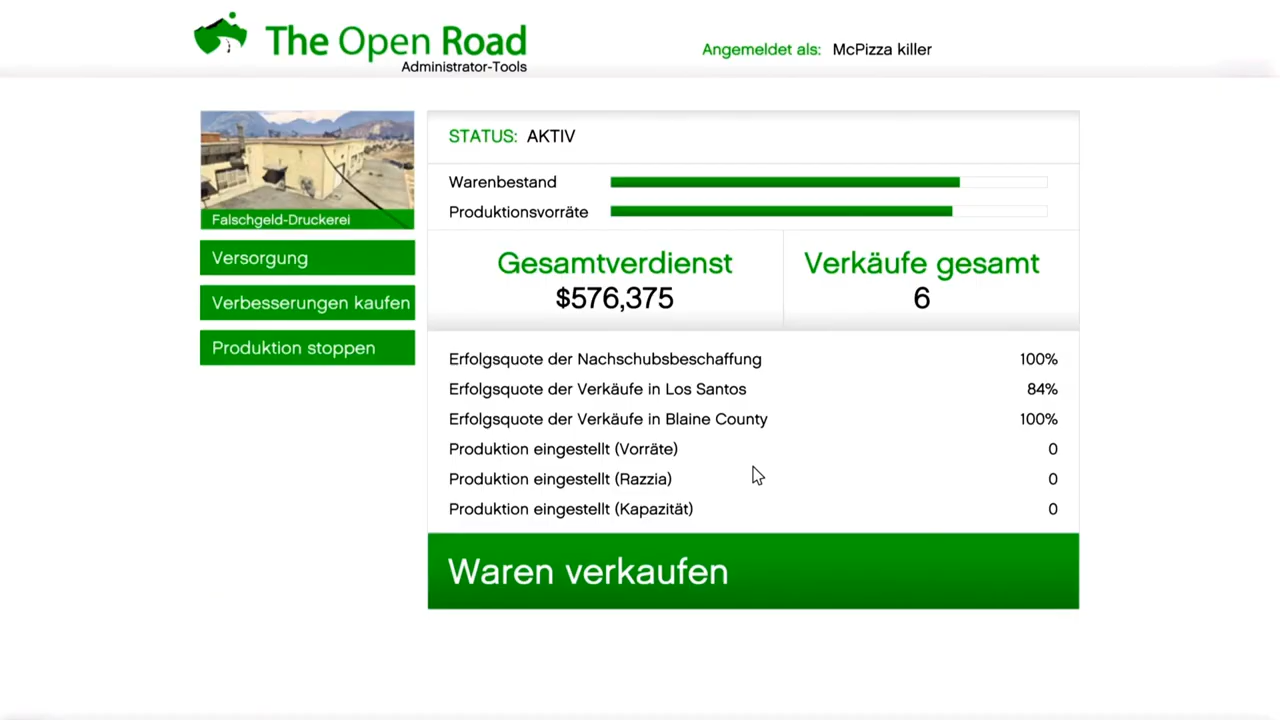 The Open Road
Administrator-Tools
Angemeldet als: McPizza killer
Falschgeld-Druckerei
Versorgung
Verbesserungen kaufen
Produktion stoppen
STATUS: AKTIV
Warenbestand
Produktionsvorräte
Gesamtverdienst
$576,375
Verkäufe gesamt
6
Erfolgsquote der Nachschubsbeschaffung 100%
Erfolgsquote der Verkäufe in Los Santos 84%
Erfolgsquote der Verkäufe in Blaine County 100%
Produktion eingestellt (Vorräte) 0
Produktion eingestellt (Razzia) 0
Produktion eingestellt (Kapazität) 0
Waren verkaufen